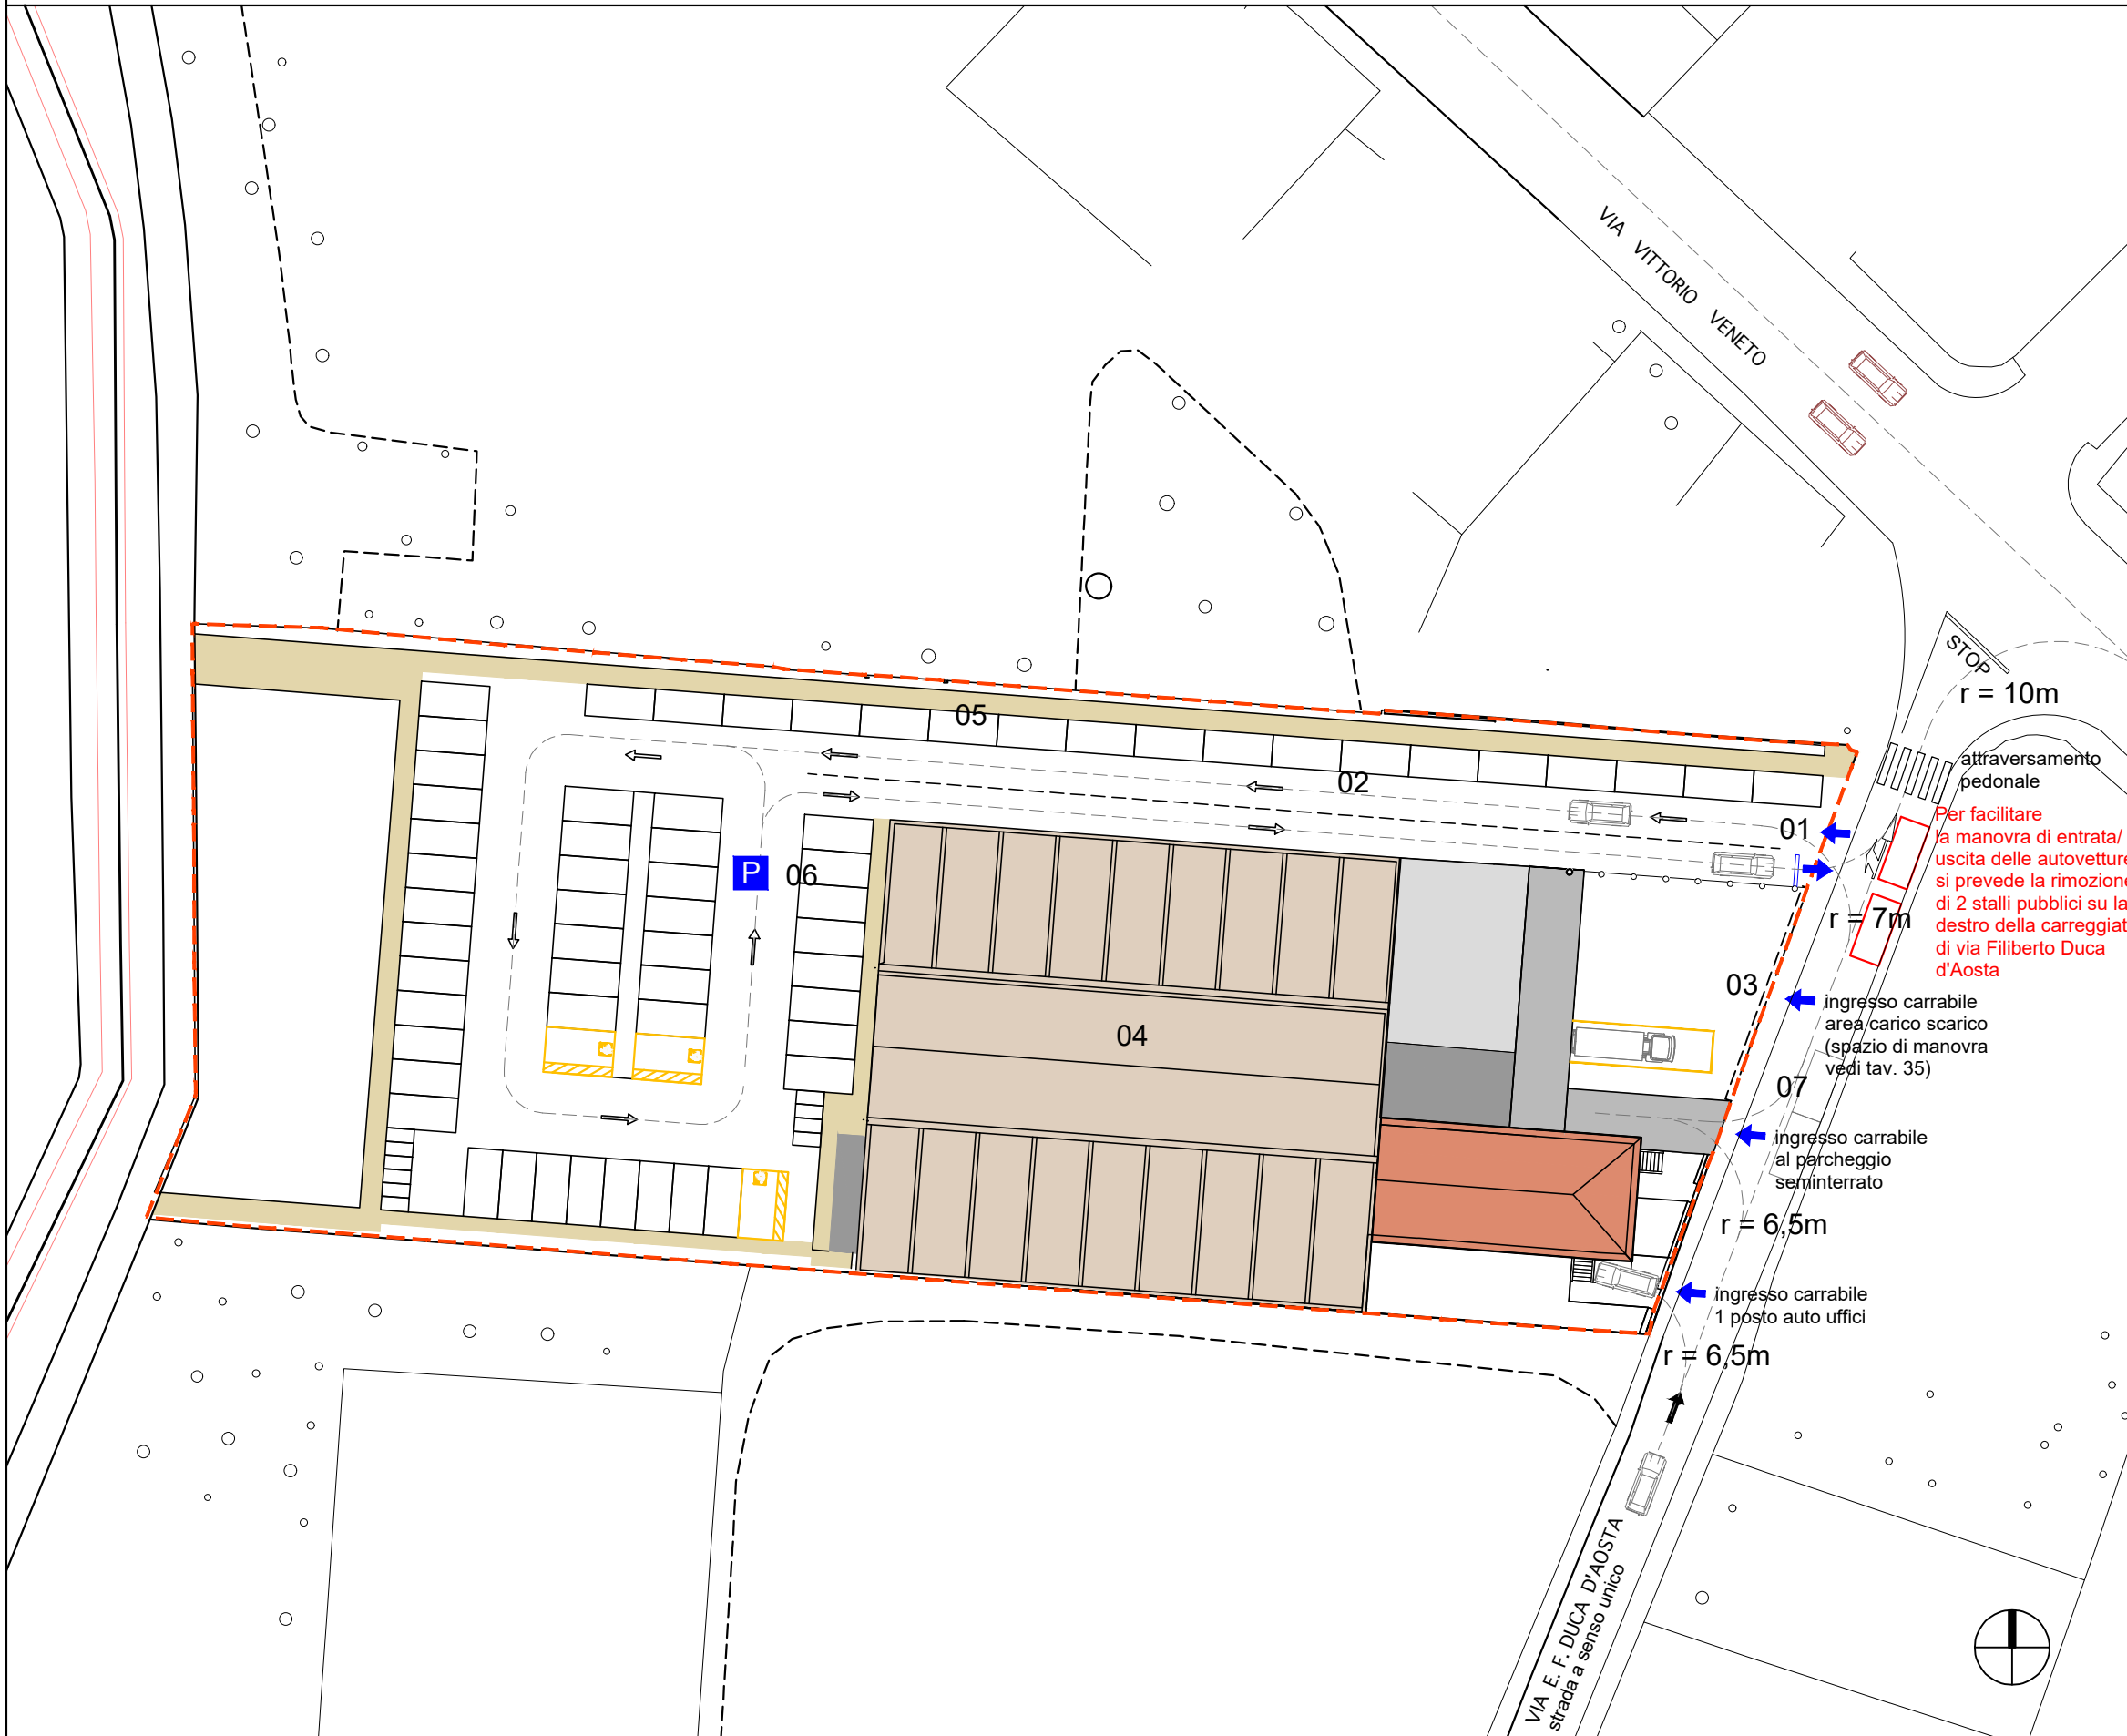 VIA VITTORIO VENETO
STOP
r = 10m
attraversamento
pedonale
05
02
01
Per facilitare
la manovra di entrata/
uscita delle autovetture
si prevede la rimozione
di 2 stalli pubblici su la
destro della carreggiat
di via Filiberto Duca
d'Aosta
P
06
r = 7m
03
ingresso carrabile
area carico scarico
(spazio di manovra
vedi tav. 35)
04
07
ingresso carrabile
al parcheggio
seminterrato
r = 6,5m
ingresso carrabile
1 posto auto uffici
r = 6,5m
VIA E. F. DUCA D'AOSTA
strada a senso unico